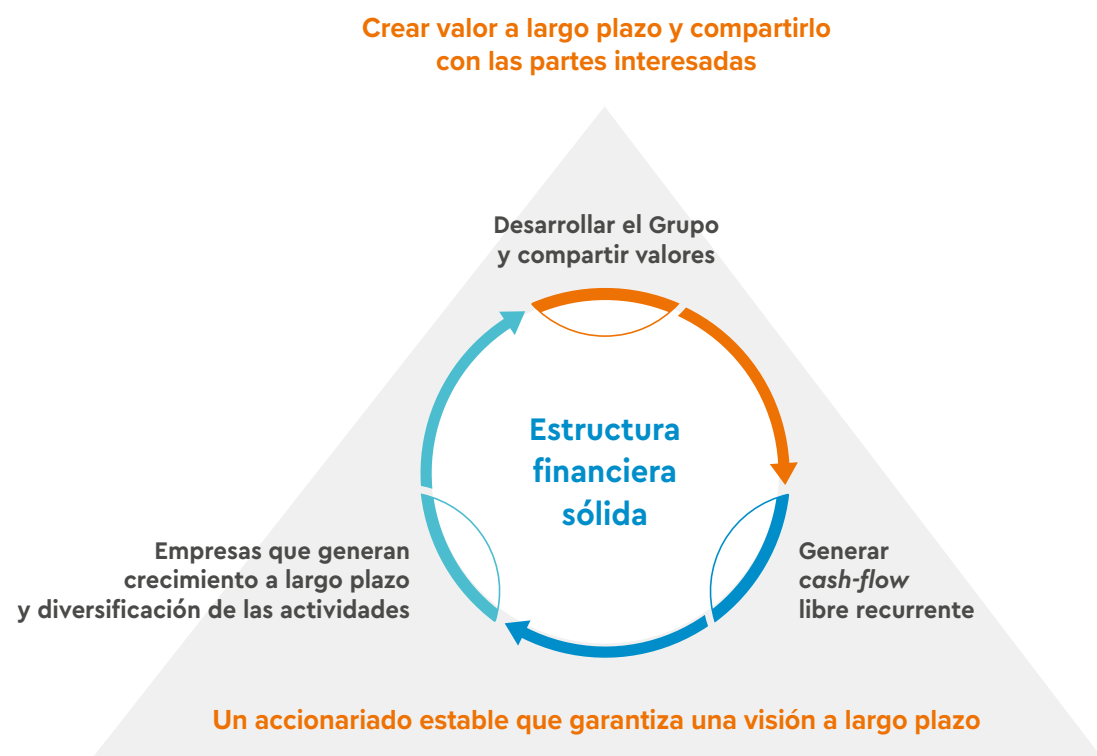 Crear valor a largo plazo y compartirlo
con las partes interesadas
Desarrollar el Grupo
y compartir valores
Estructura
financiera
sólida
Empresas que generan
crecimiento a largo plazo
y diversificación de las actividades
Generar
cash-flow
libre recurrente
Un accionariado estable que garantiza una visión a largo plazo